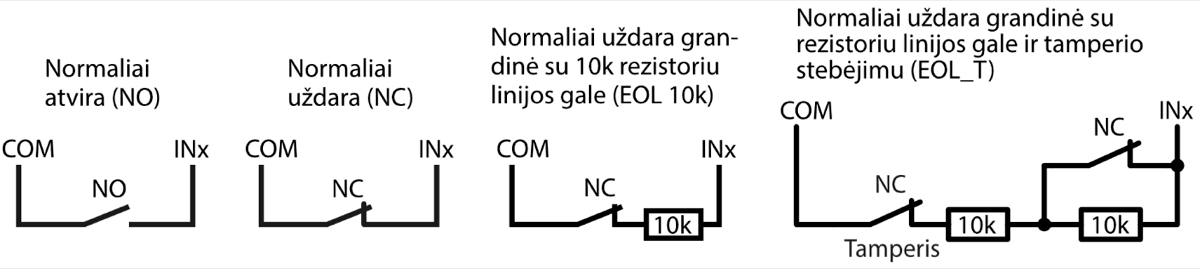 Normaliai
atvira (NO)
COM
INx
NO
Normaliai
uždara (NC)
COM
INx
NC
Normaliai uždara gran-
dinė su 10k rezistoriu
linijos gale (EOL 10k)
COM
INx
NC
10k
Normaliai uždara grandinė su
rezistoriu linijos gale ir tamperio
stebėjimu (EOL_T)
COM
INx
NC
NC
10k
10k
Tamperis